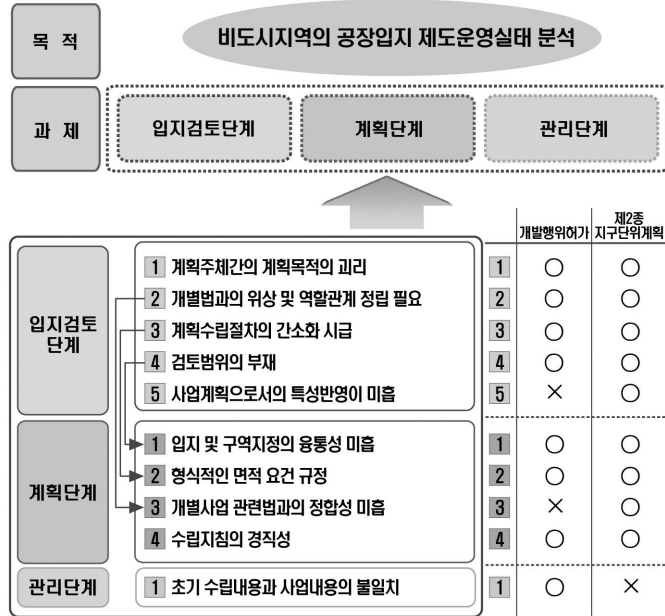 목 적
비도시지역의 공장입지 제도운영실태 분석
과 제
입지검토단계
계획단계
관리단계
개발행위허가
제2종
지구단위계획
입지검토
단계
1 계획주체간의 계획목적의 괴리
2 개별법과의 위상 및 역할관계 정립 필요
3 계획수립절차의 간소화 시급
4 검토범위의 부재
5 사업계획으로서의 특성반영이 미흡
1 ○ ○
2 ○ ○
3 ○ ○
4 ○ ○
5 × ○
계획단계
1 입지 및 구역지정의 융통성 미흡
2 형식적인 면적 요건 규정
3 개별사업 관련법과의 정합성 미흡
4 수립지침의 경직성
1 ○ ○
2 ○ ○
3 × ○
4 ○ ○
관리단계
1 초기 수립내용과 사업내용의 불일치
1 ○ ×